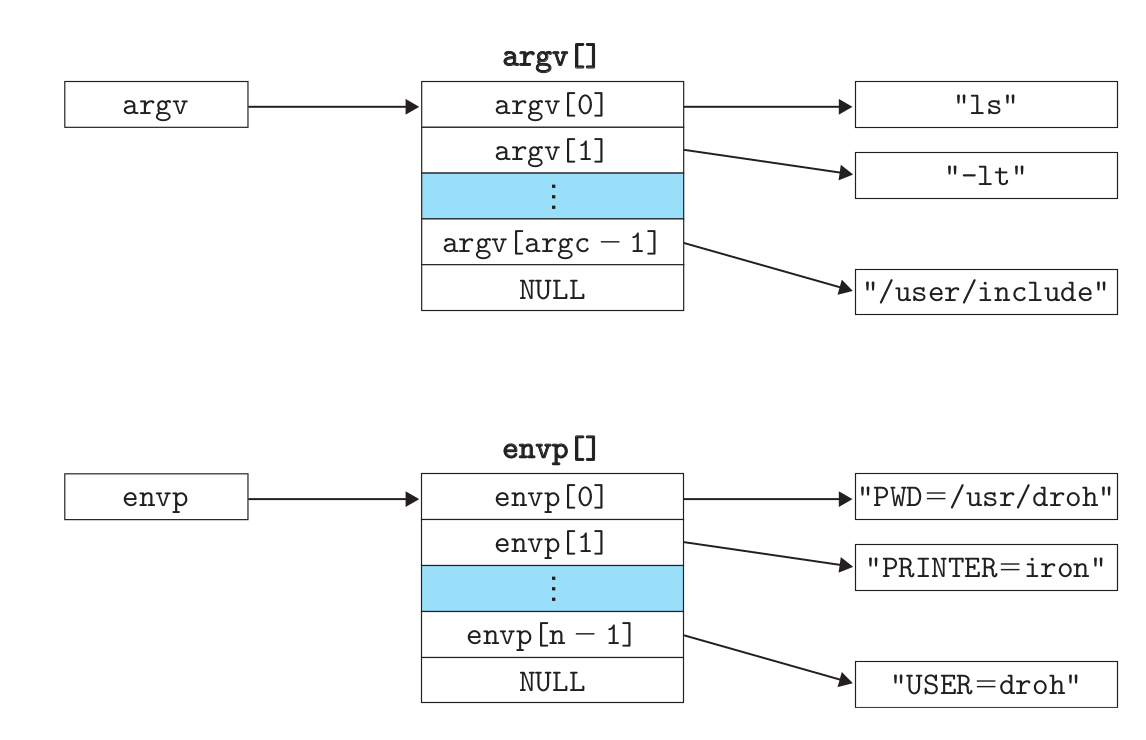 argv[]
argv
argv[0]
"ls"
argv[1]
"-lt"
⋮
argv[argc − 1]
"/user/include"
NULL
envp[]
envp
envp[0]
"PWD=/usr/droh"
envp[1]
"PRINTER=iron"
⋮
envp[n − 1]
"USER=droh"
NULL